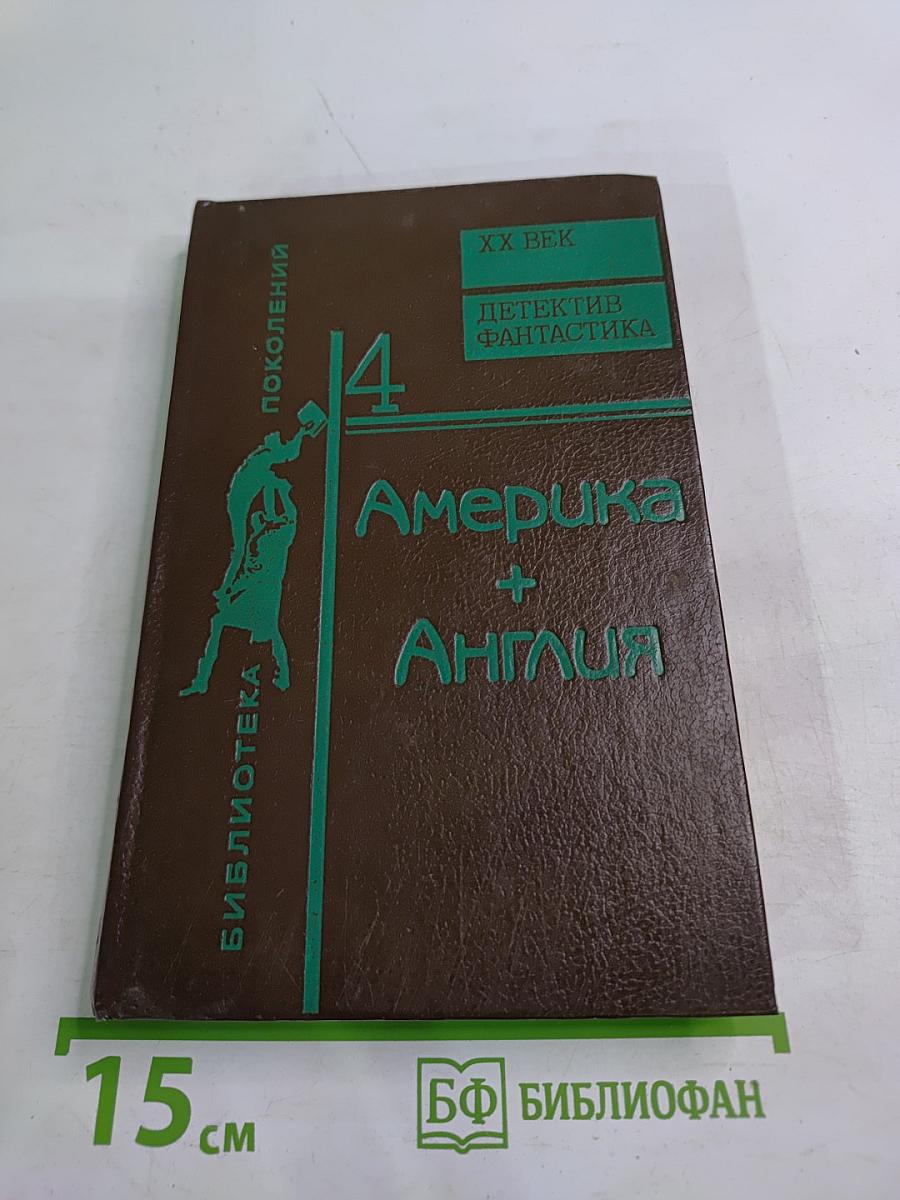 XX ВЕК
ДЕТЕКТИВ
ФАНТАСТИКА
БИБЛИОТЕКА ПОКОЛЕНИЙ
4
Америка
+
Англия
15 см
БФ БИБЛИОФАН